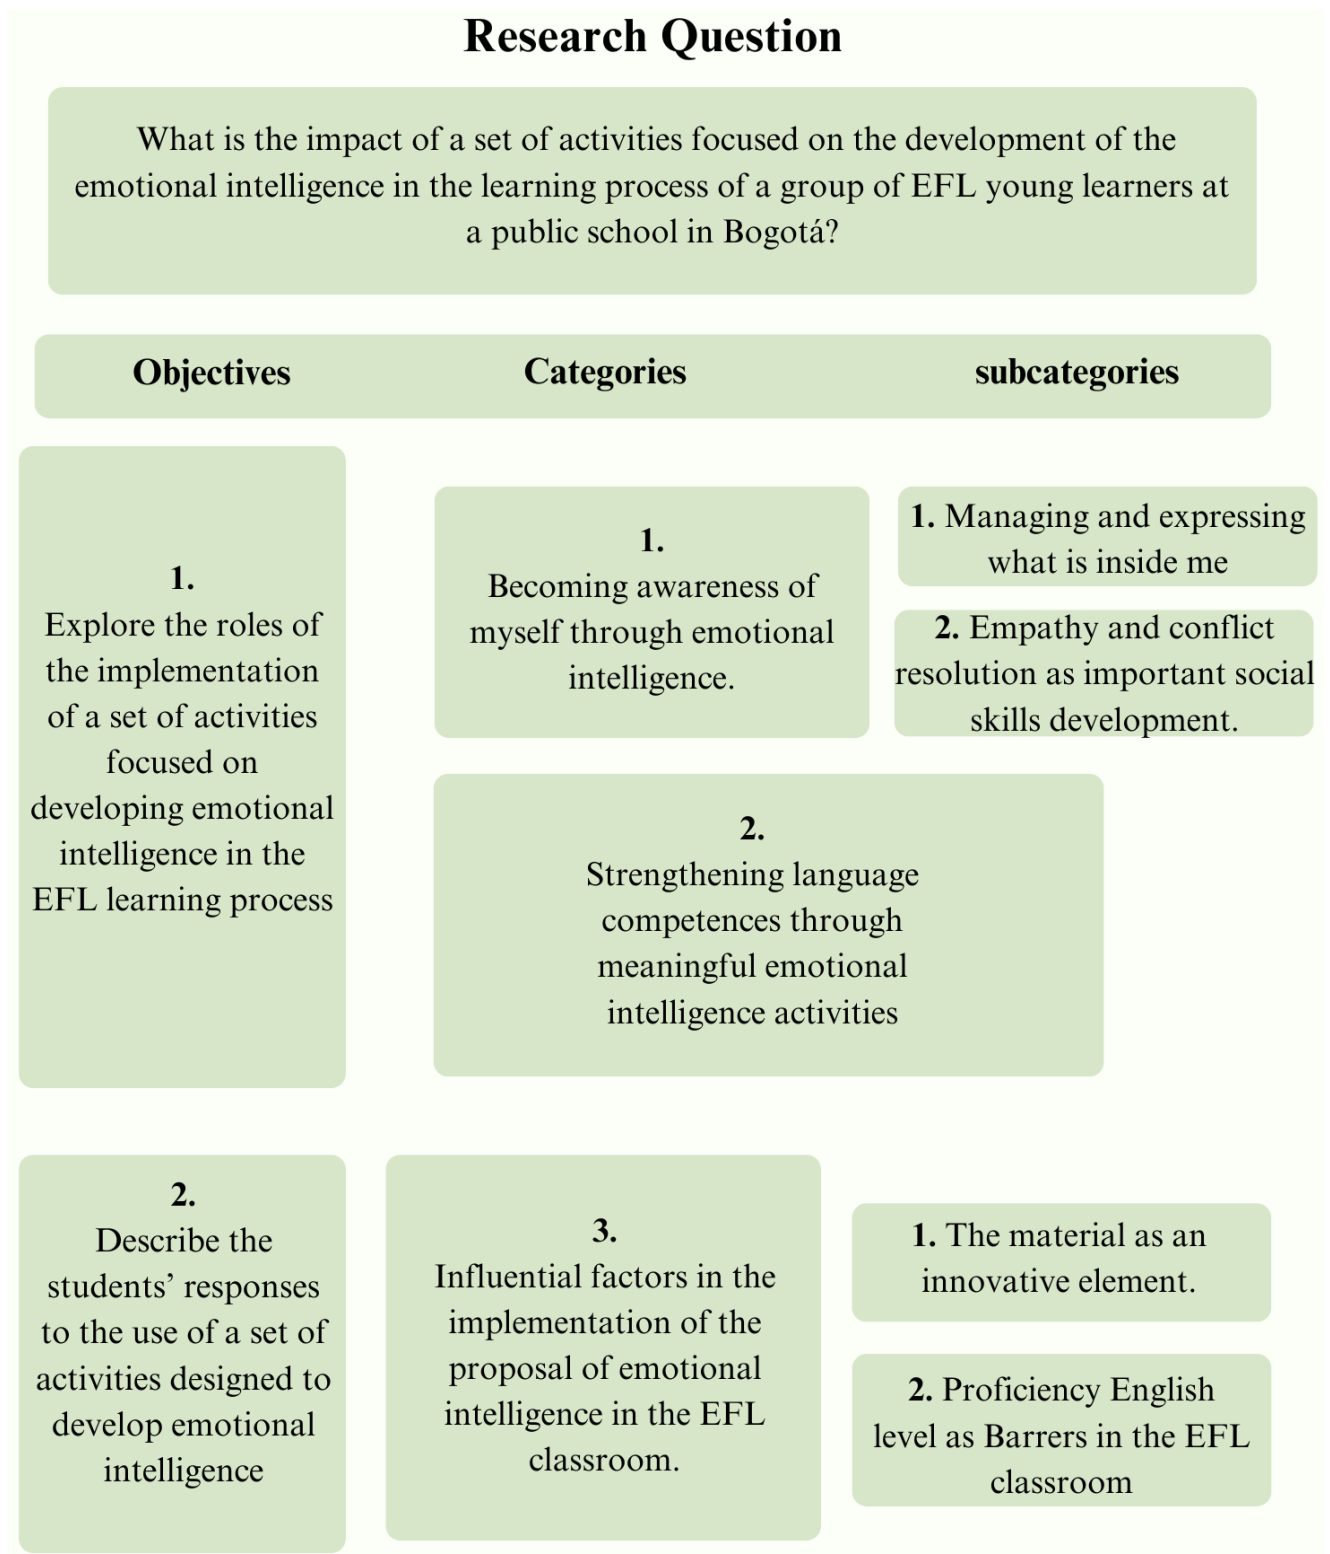 Research Question
What is the impact of a set of activities focused on the development of the
emotional intelligence in the learning process of a group of EFL young learners at
a public school in Bogotá?
Objectives
Categories
subcategories
1.
Explore the roles of
the implementation
of a set of activities
focused on
developing emotional
intelligence in the
EFL learning process
1.
Becoming awareness of
myself through emotional
intelligence.
1. Managing and expressing
what is inside me
2. Empathy and conflict
resolution as important social
skills development.
2.
Strengthening language
competences through
meaningful emotional
intelligence activities
2.
Describe the
students’ responses
to the use of a set of
activities designed to
develop emotional
intelligence
3.
Influential factors in the
implementation of the
proposal of emotional
intelligence in the EFL
classroom.
1. The material as an
innovative element.
2. Proficiency English
level as Barrers in the EFL
classroom